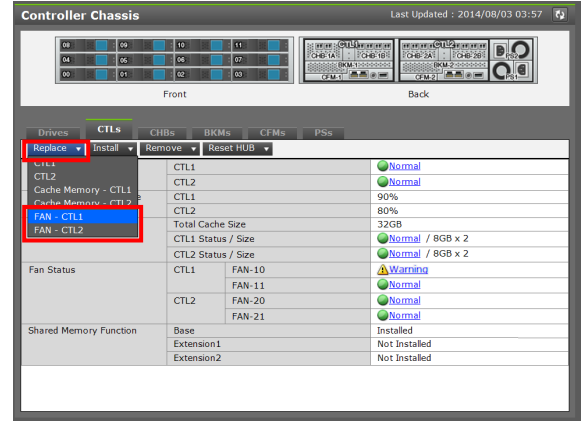 Controller Chassis
Last Updated : 2014/08/03 03:57
08 09 10 11
04 05 06 07
00 01 02 03
CTL1 CTL2
CHB-1A CHB-1B CHB-2A CHB-2B
BKM-1 BKM-2
CFM-1 CFM-2
PS2
PS1
Front Back
Drives CTLs CHBs BKMs CFMs PSs
Replace Install Remove Reset HUB
CTL1
CTL2
Cache Memory - CTL1
Cache Memory - CTL2
FAN - CTL1
FAN - CTL2
CTL1 Normal
CTL2 Normal
CTL1 90%
CTL2 80%
Total Cache Size 32GB
CTL1 Status / Size Normal / 8GB x 2
CTL2 Status / Size Normal / 8GB x 2
Fan Status CTL1 FAN-10 Warning
FAN-11 Normal
CTL2 FAN-20 Normal
FAN-21 Normal
Shared Memory Function Base Installed
Extension1 Not Installed
Extension2 Not Installed